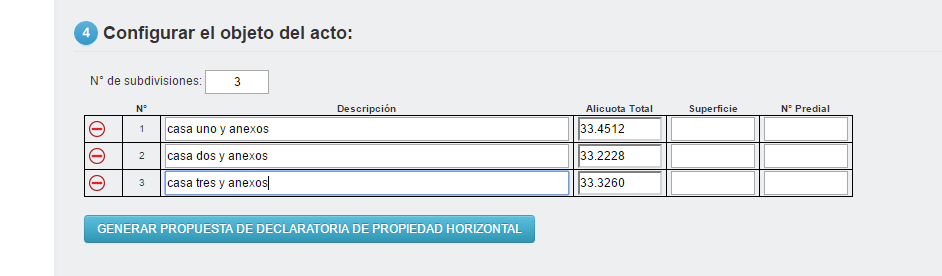 4 Configurar el objeto del acto:
N° de subdivisiones: 3
N° Descripción Alicuota Total Superficie N° Predial
1 casa uno y anexos 33.4512
2 casa dos y anexos 33.2228
3 casa tres y anexos 33.3260
GENERAR PROPUESTA DE DECLARATORIA DE PROPIEDAD HORIZONTAL